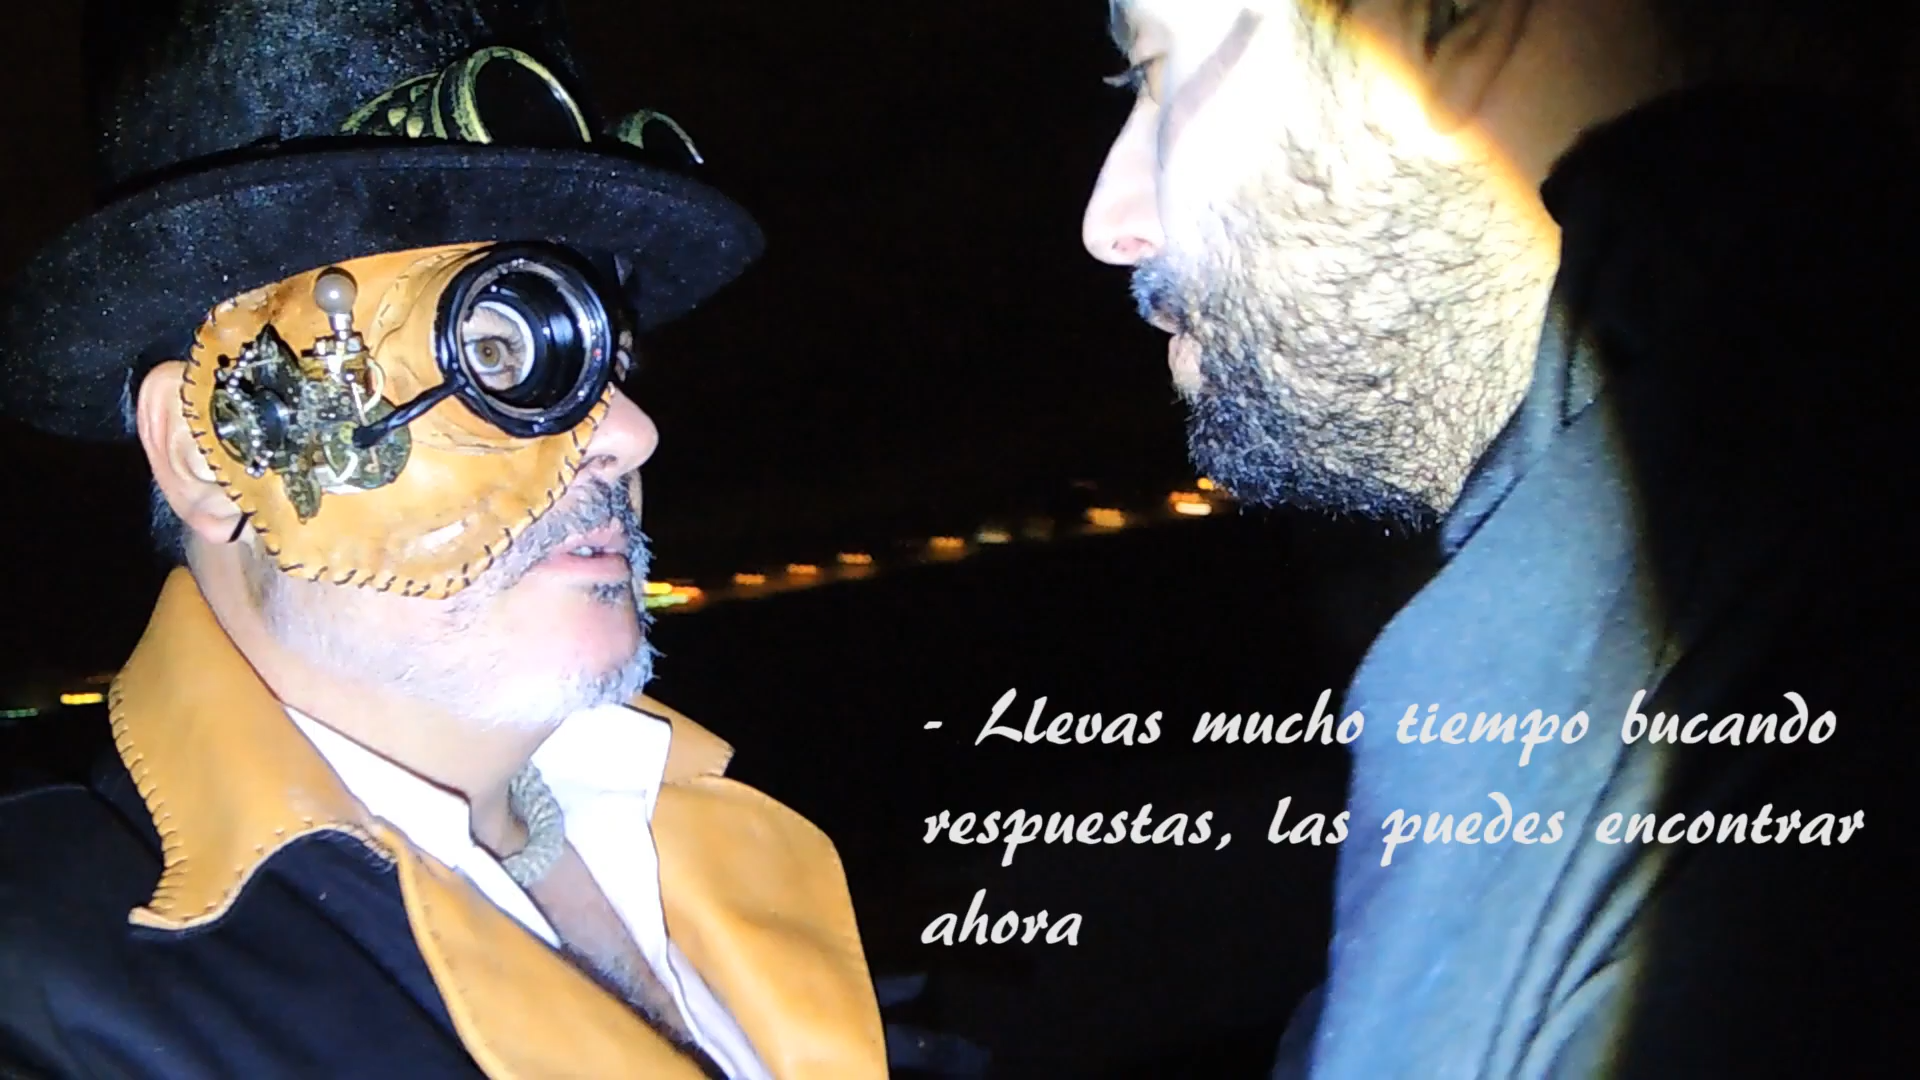 - Llevas mucho tiempo bucando
respuestas, las puedes encontrar
ahora